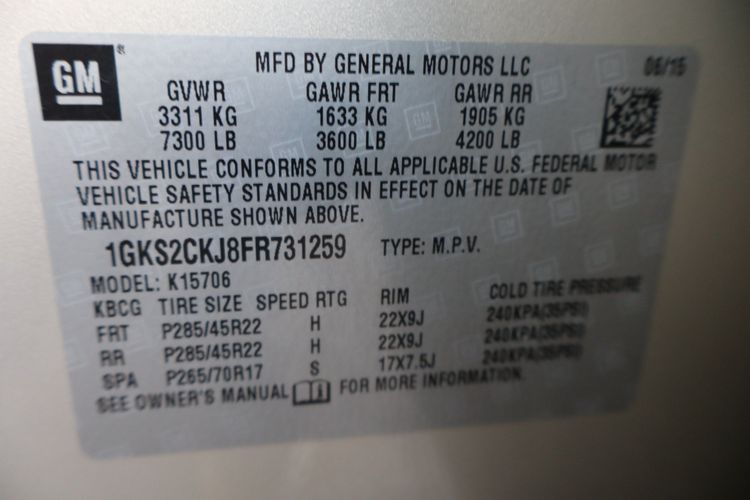 GM® MFD BY GENERAL MOTORS LLC 06/15
GVWR GAWR FRT GAWR RR
3311 KG 1633 KG 1905 KG
7300 LB 3600 LB 4200 LB
THIS VEHICLE CONFORMS TO ALL APPLICABLE U.S. FEDERAL MOTOR
VEHICLE SAFETY STANDARDS IN EFFECT ON THE DATE OF
MANUFACTURE SHOWN ABOVE.
1GKS2CKJ8FR731259 TYPE: M.P.V.
MODEL: K15706
KBCG TIRE SIZE SPEED RTG RIM COLD TIRE PRESSURE
FRT P285/45R22 H 22X9J 240KPA(35PSI)
RR P285/45R22 H 22X9J 240KPA(35PSI)
SPA P265/70R17 S 17X7.5J 240KPA(35PSI)
SEE OWNER'S MANUAL FOR MORE INFORMATION.